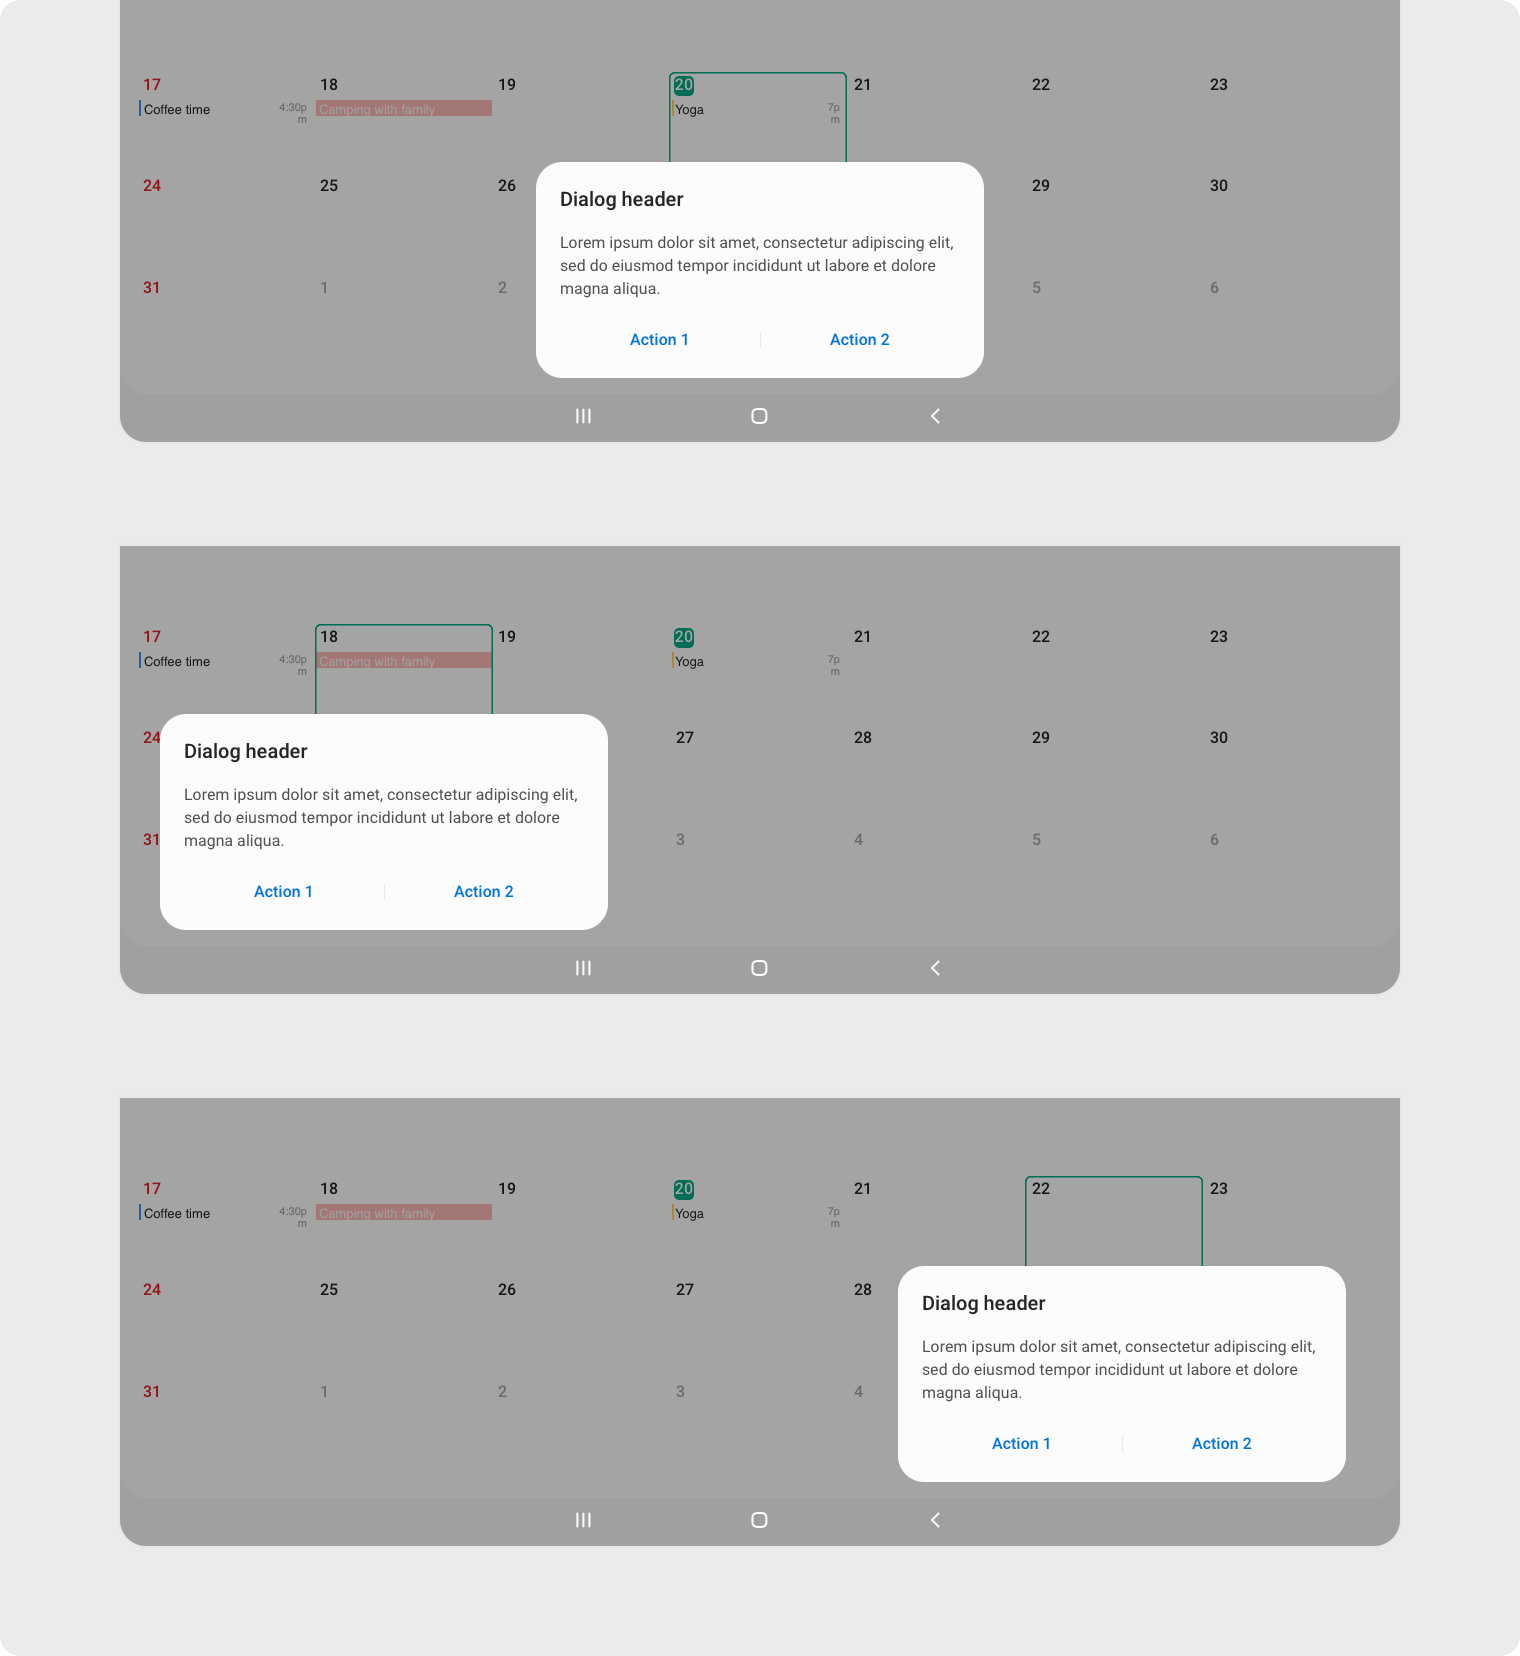 17 18 19 20 21 22 23
Coffee time 4:30p Camping with family Yoga 7p
m m
24 25 26 29 30
31 1 2 5 6
Dialog header
Lorem ipsum dolor sit amet, consectetur adipiscing elit,
sed do eiusmod tempor incididunt ut labore et dolore
magna aliqua.
Action 1 Action 2
17 18 19 20 21 22 23
Coffee time 4:30p Camping with family Yoga 7p
m m
24 27 28 29 30
31 3 4 5 6
Dialog header
Lorem ipsum dolor sit amet, consectetur adipiscing elit,
sed do eiusmod tempor incididunt ut labore et dolore
magna aliqua.
Action 1 Action 2
17 18 19 20 21 22 23
Coffee time 4:30p Camping with family Yoga 7p
m m
24 25 26 27 28
31 1 2 3 4
Dialog header
Lorem ipsum dolor sit amet, consectetur adipiscing elit,
sed do eiusmod tempor incididunt ut labore et dolore
magna aliqua.
Action 1 Action 2